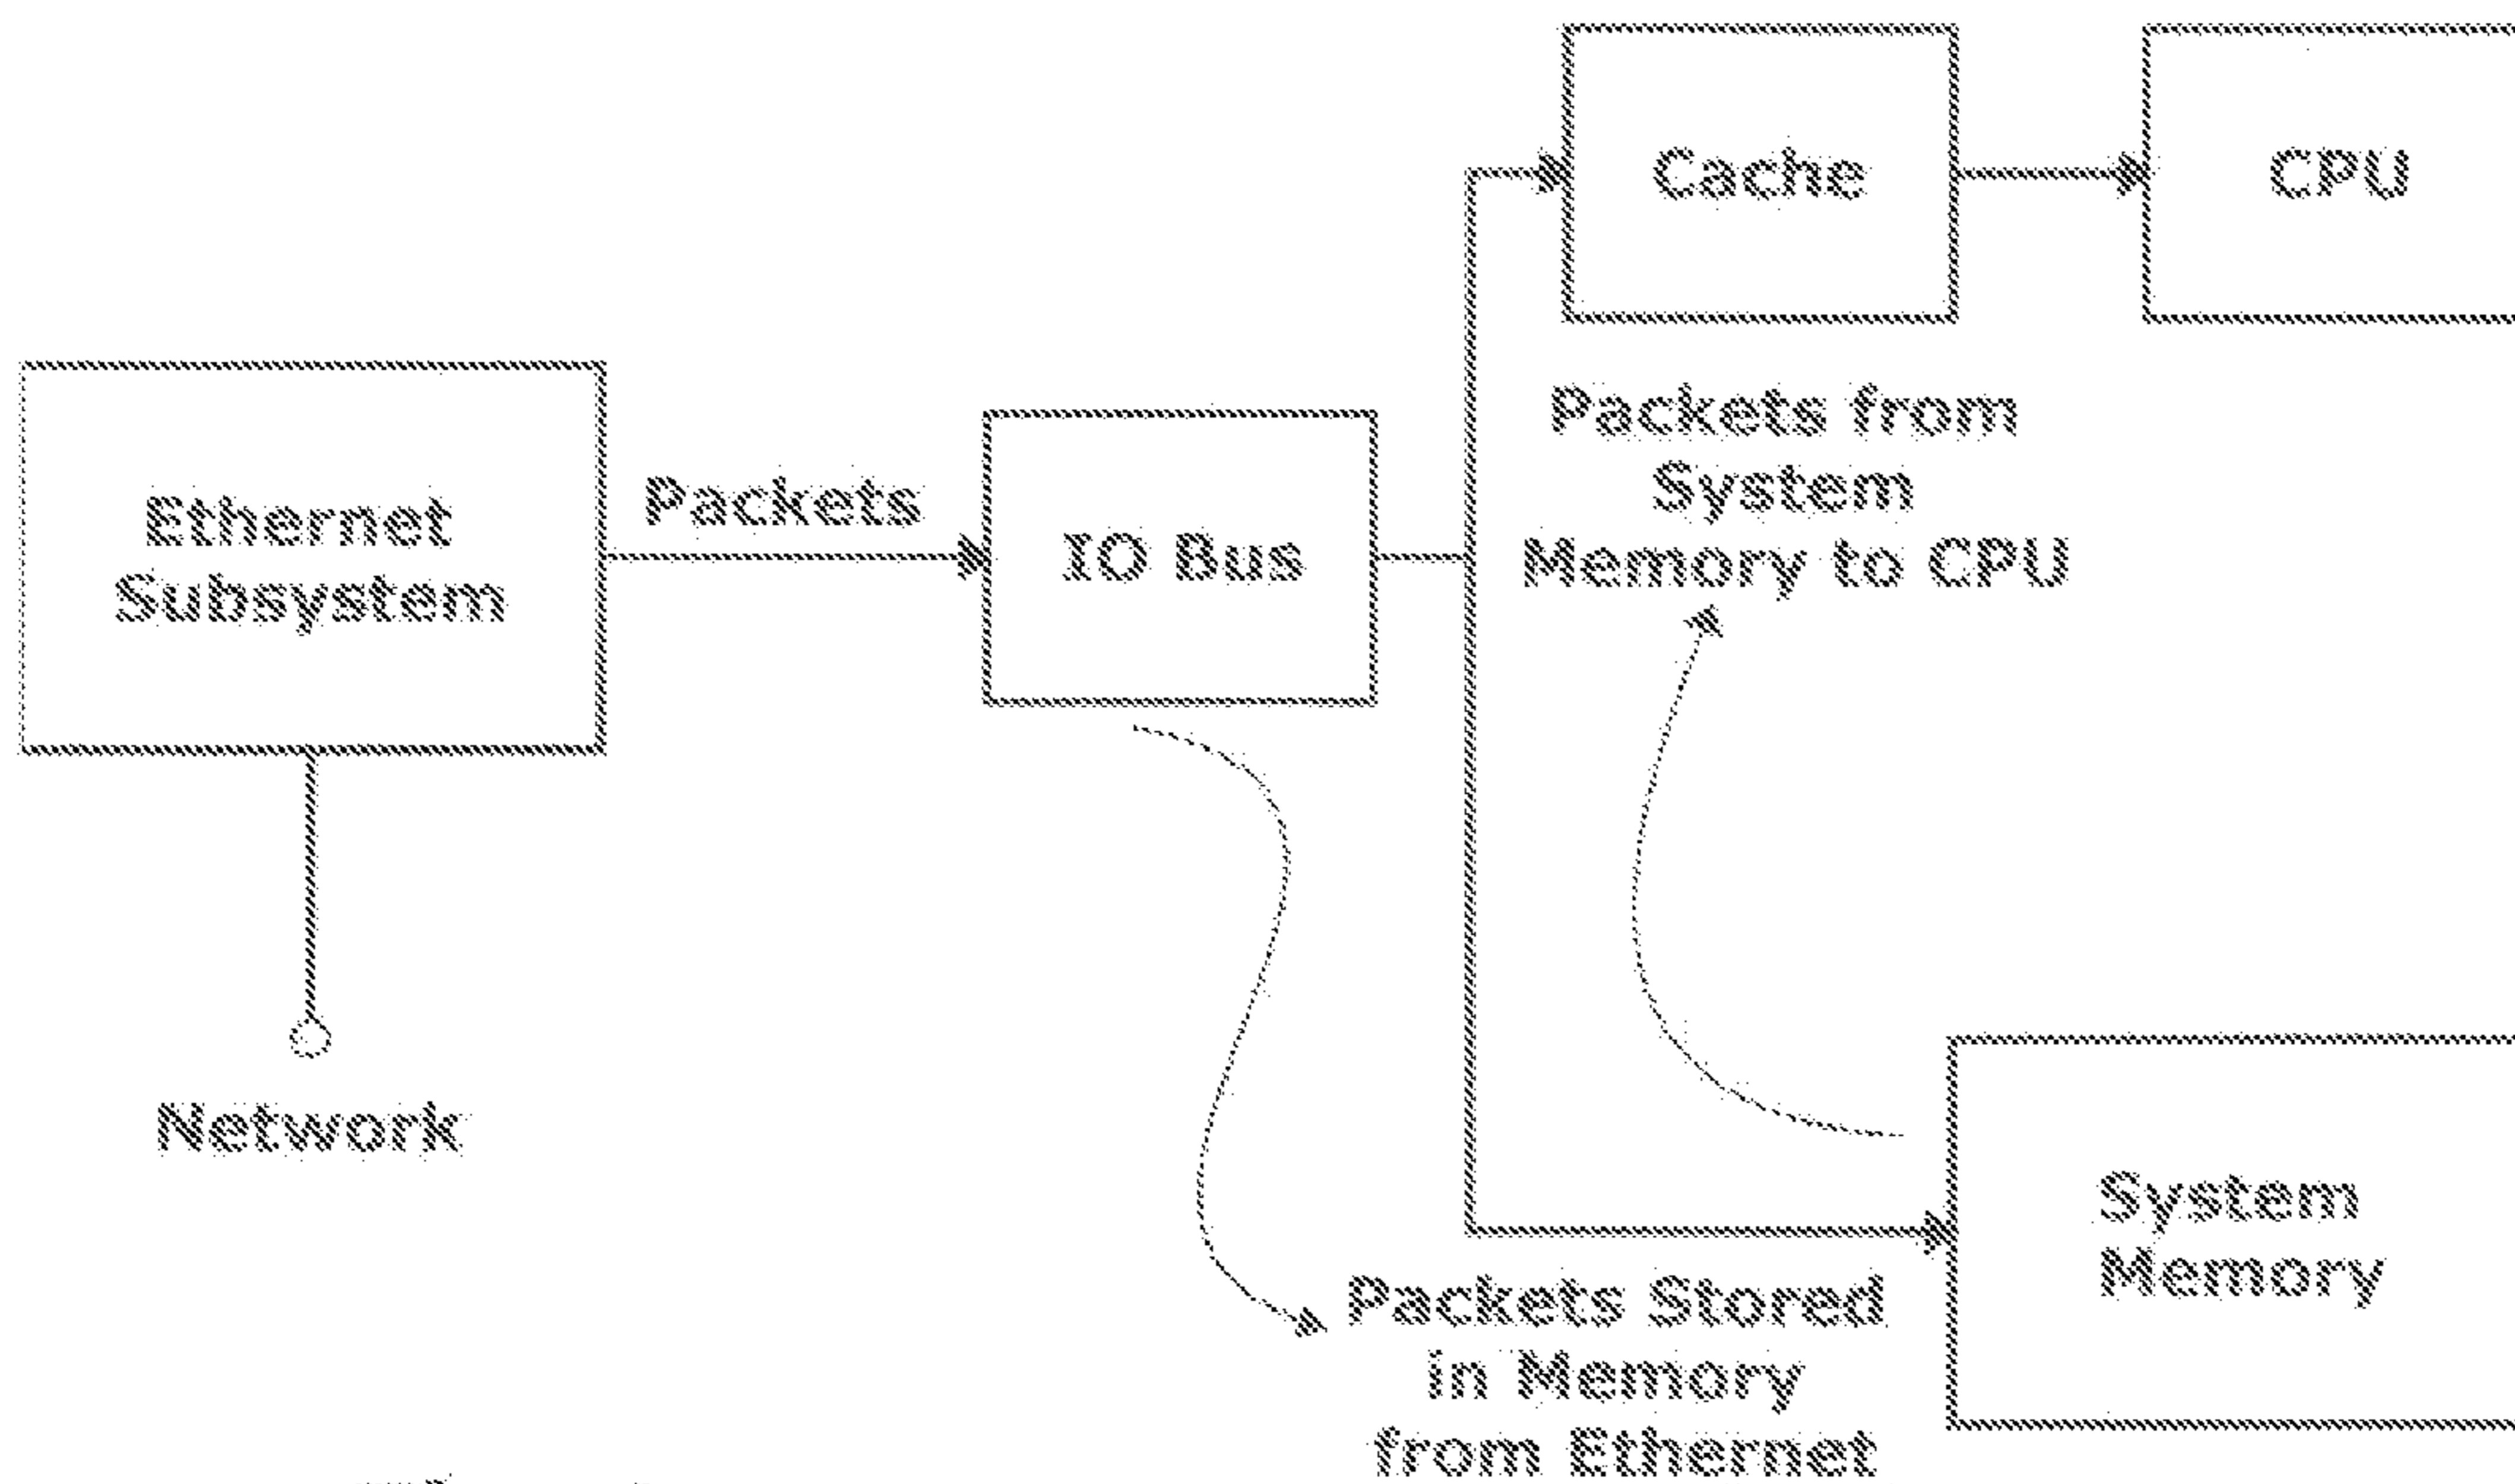 Cache
CPU
Packets from
System
Memory to CPU
Packets
Ethernet
Subsystem
IO Bus
Network
System
Memory
Packets Stored
in Memory
from Ethernet